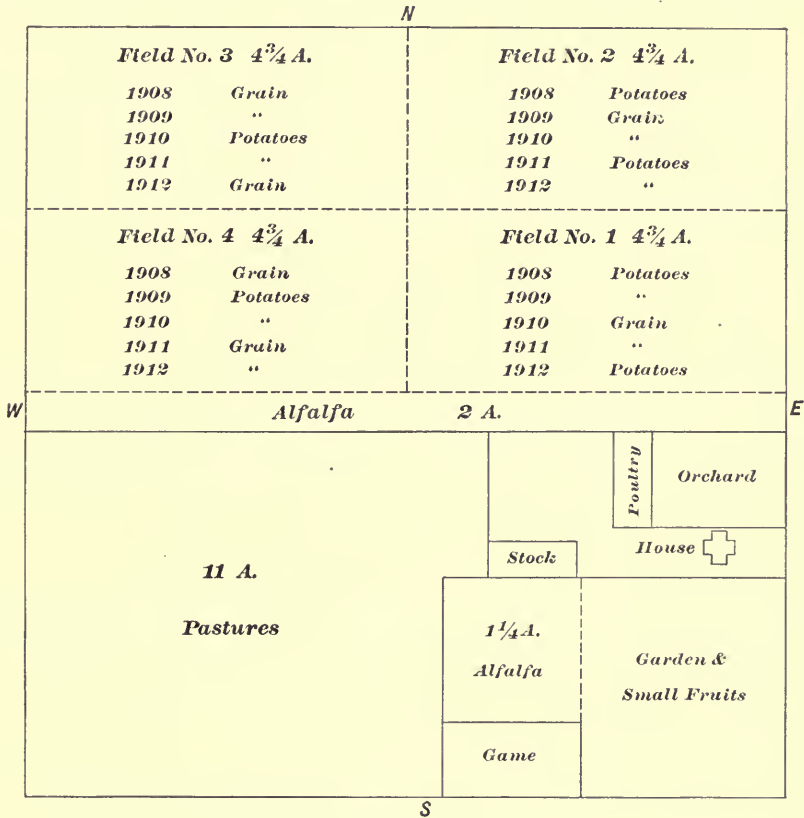 N
Field No. 3 4¾ A.
1908 Grain
1909 “
1910 Potatoes
1911 “
1912 Grain
Field No. 2 4¾ A.
1908 Potatoes
1909 Grain
1910 “
1911 Potatoes
1912 “
Field No. 4 4¾ A.
1908 Grain
1909 Potatoes
1910 “
1911 Grain
1912 “
Field No. 1 4¾ A.
1908 Potatoes
1909 “
1910 Grain
1911 “
1912 Potatoes
W
Alfalfa 2 A.
E
Poultry
Orchard
House
Stock
11 A.
Pastures
1¼ A.
Alfalfa
Garden &
Small Fruits
Game
S